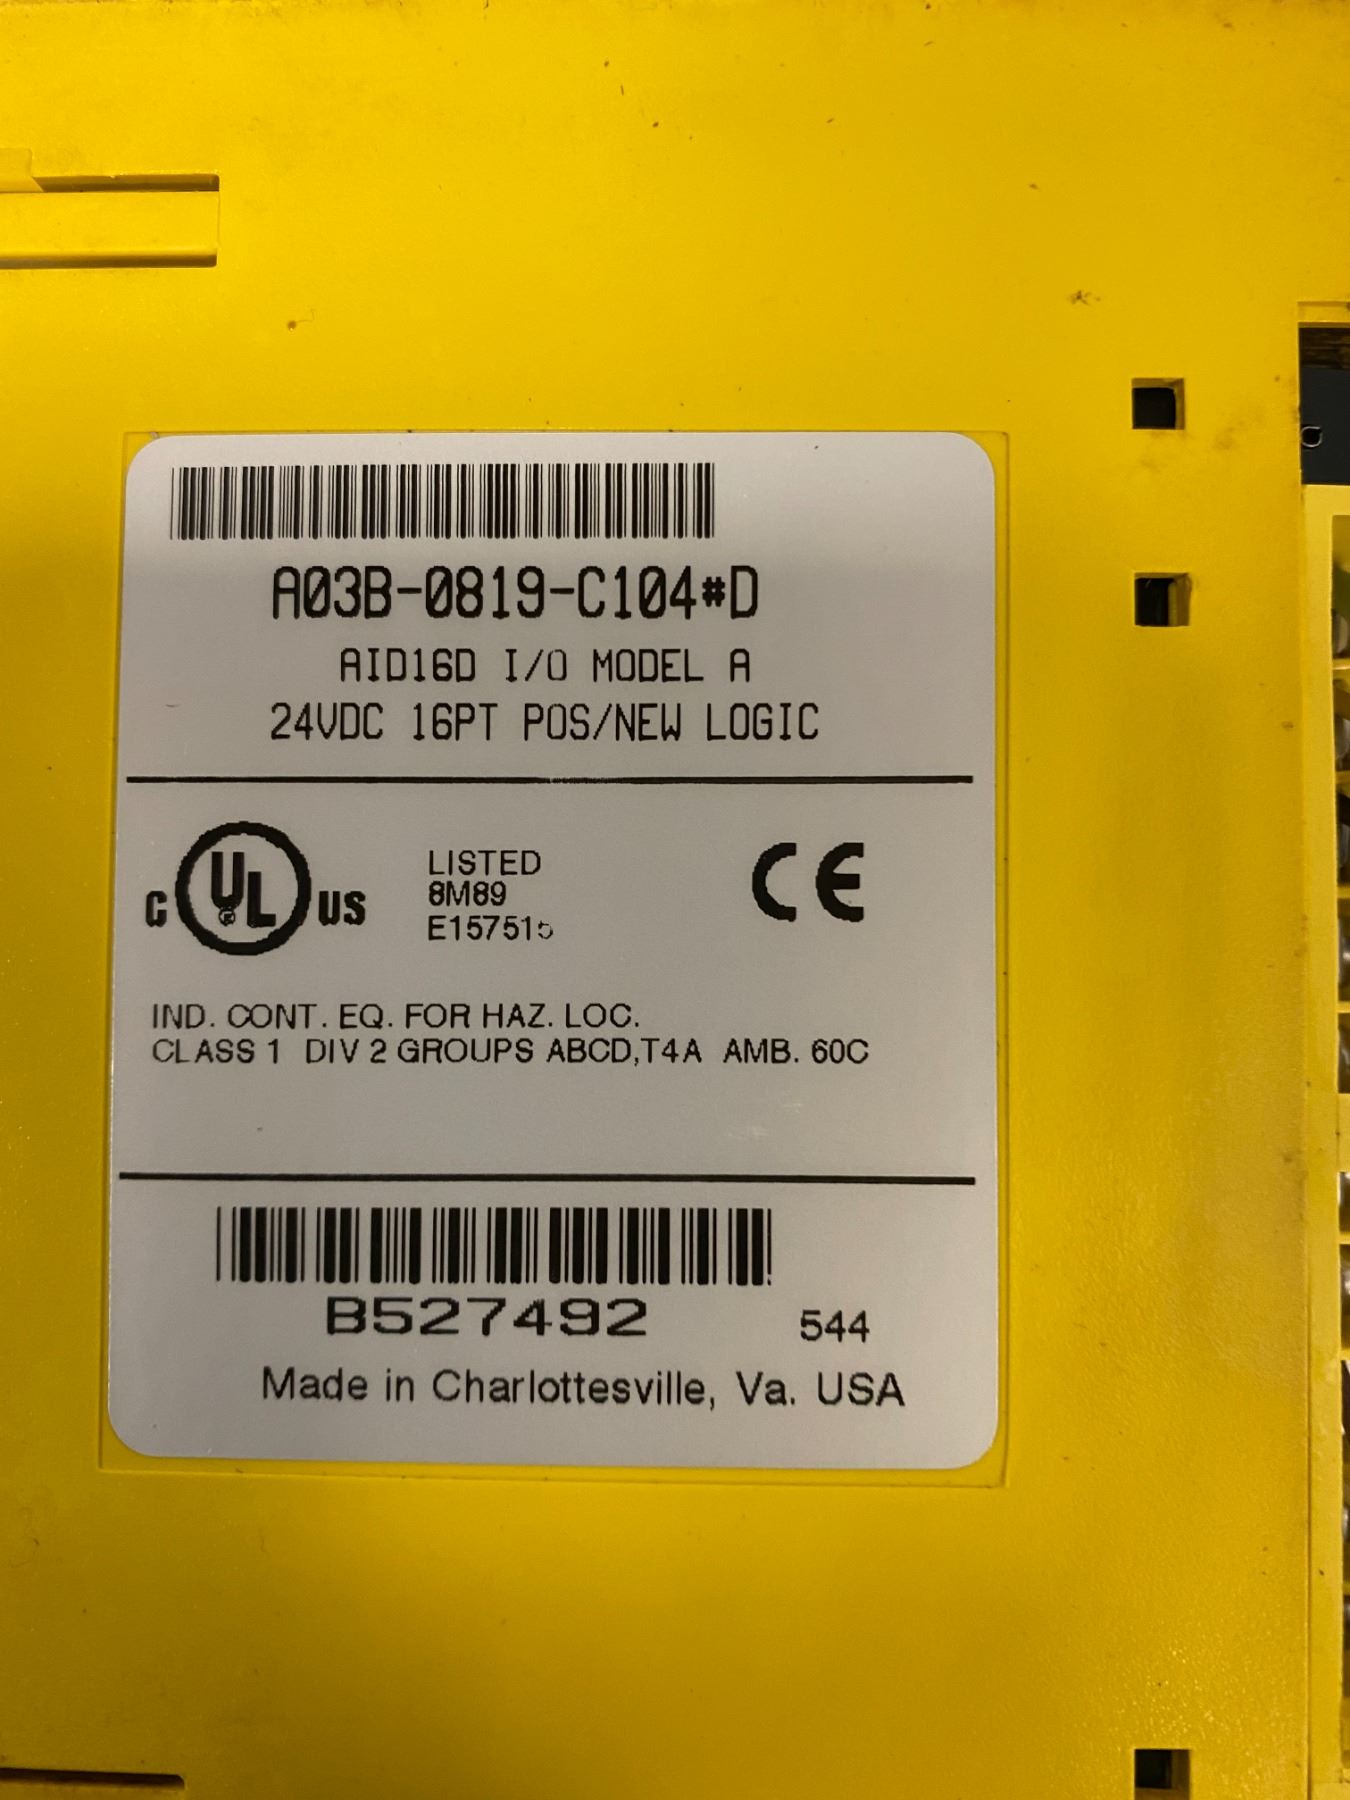 A03B-0819-C104#D
AID16D I/O MODEL A
24VDC 16PT POS/NEW LOGIC
C UL ® US
LISTED
8M89
CE
IND. CONT. EQ. FOR HAZ. LOC.
CLASS 1 DIV 2 GROUPS ABCD,T4A AMB. 60C
B527492 544
Made in Charlottesville, Va. USA